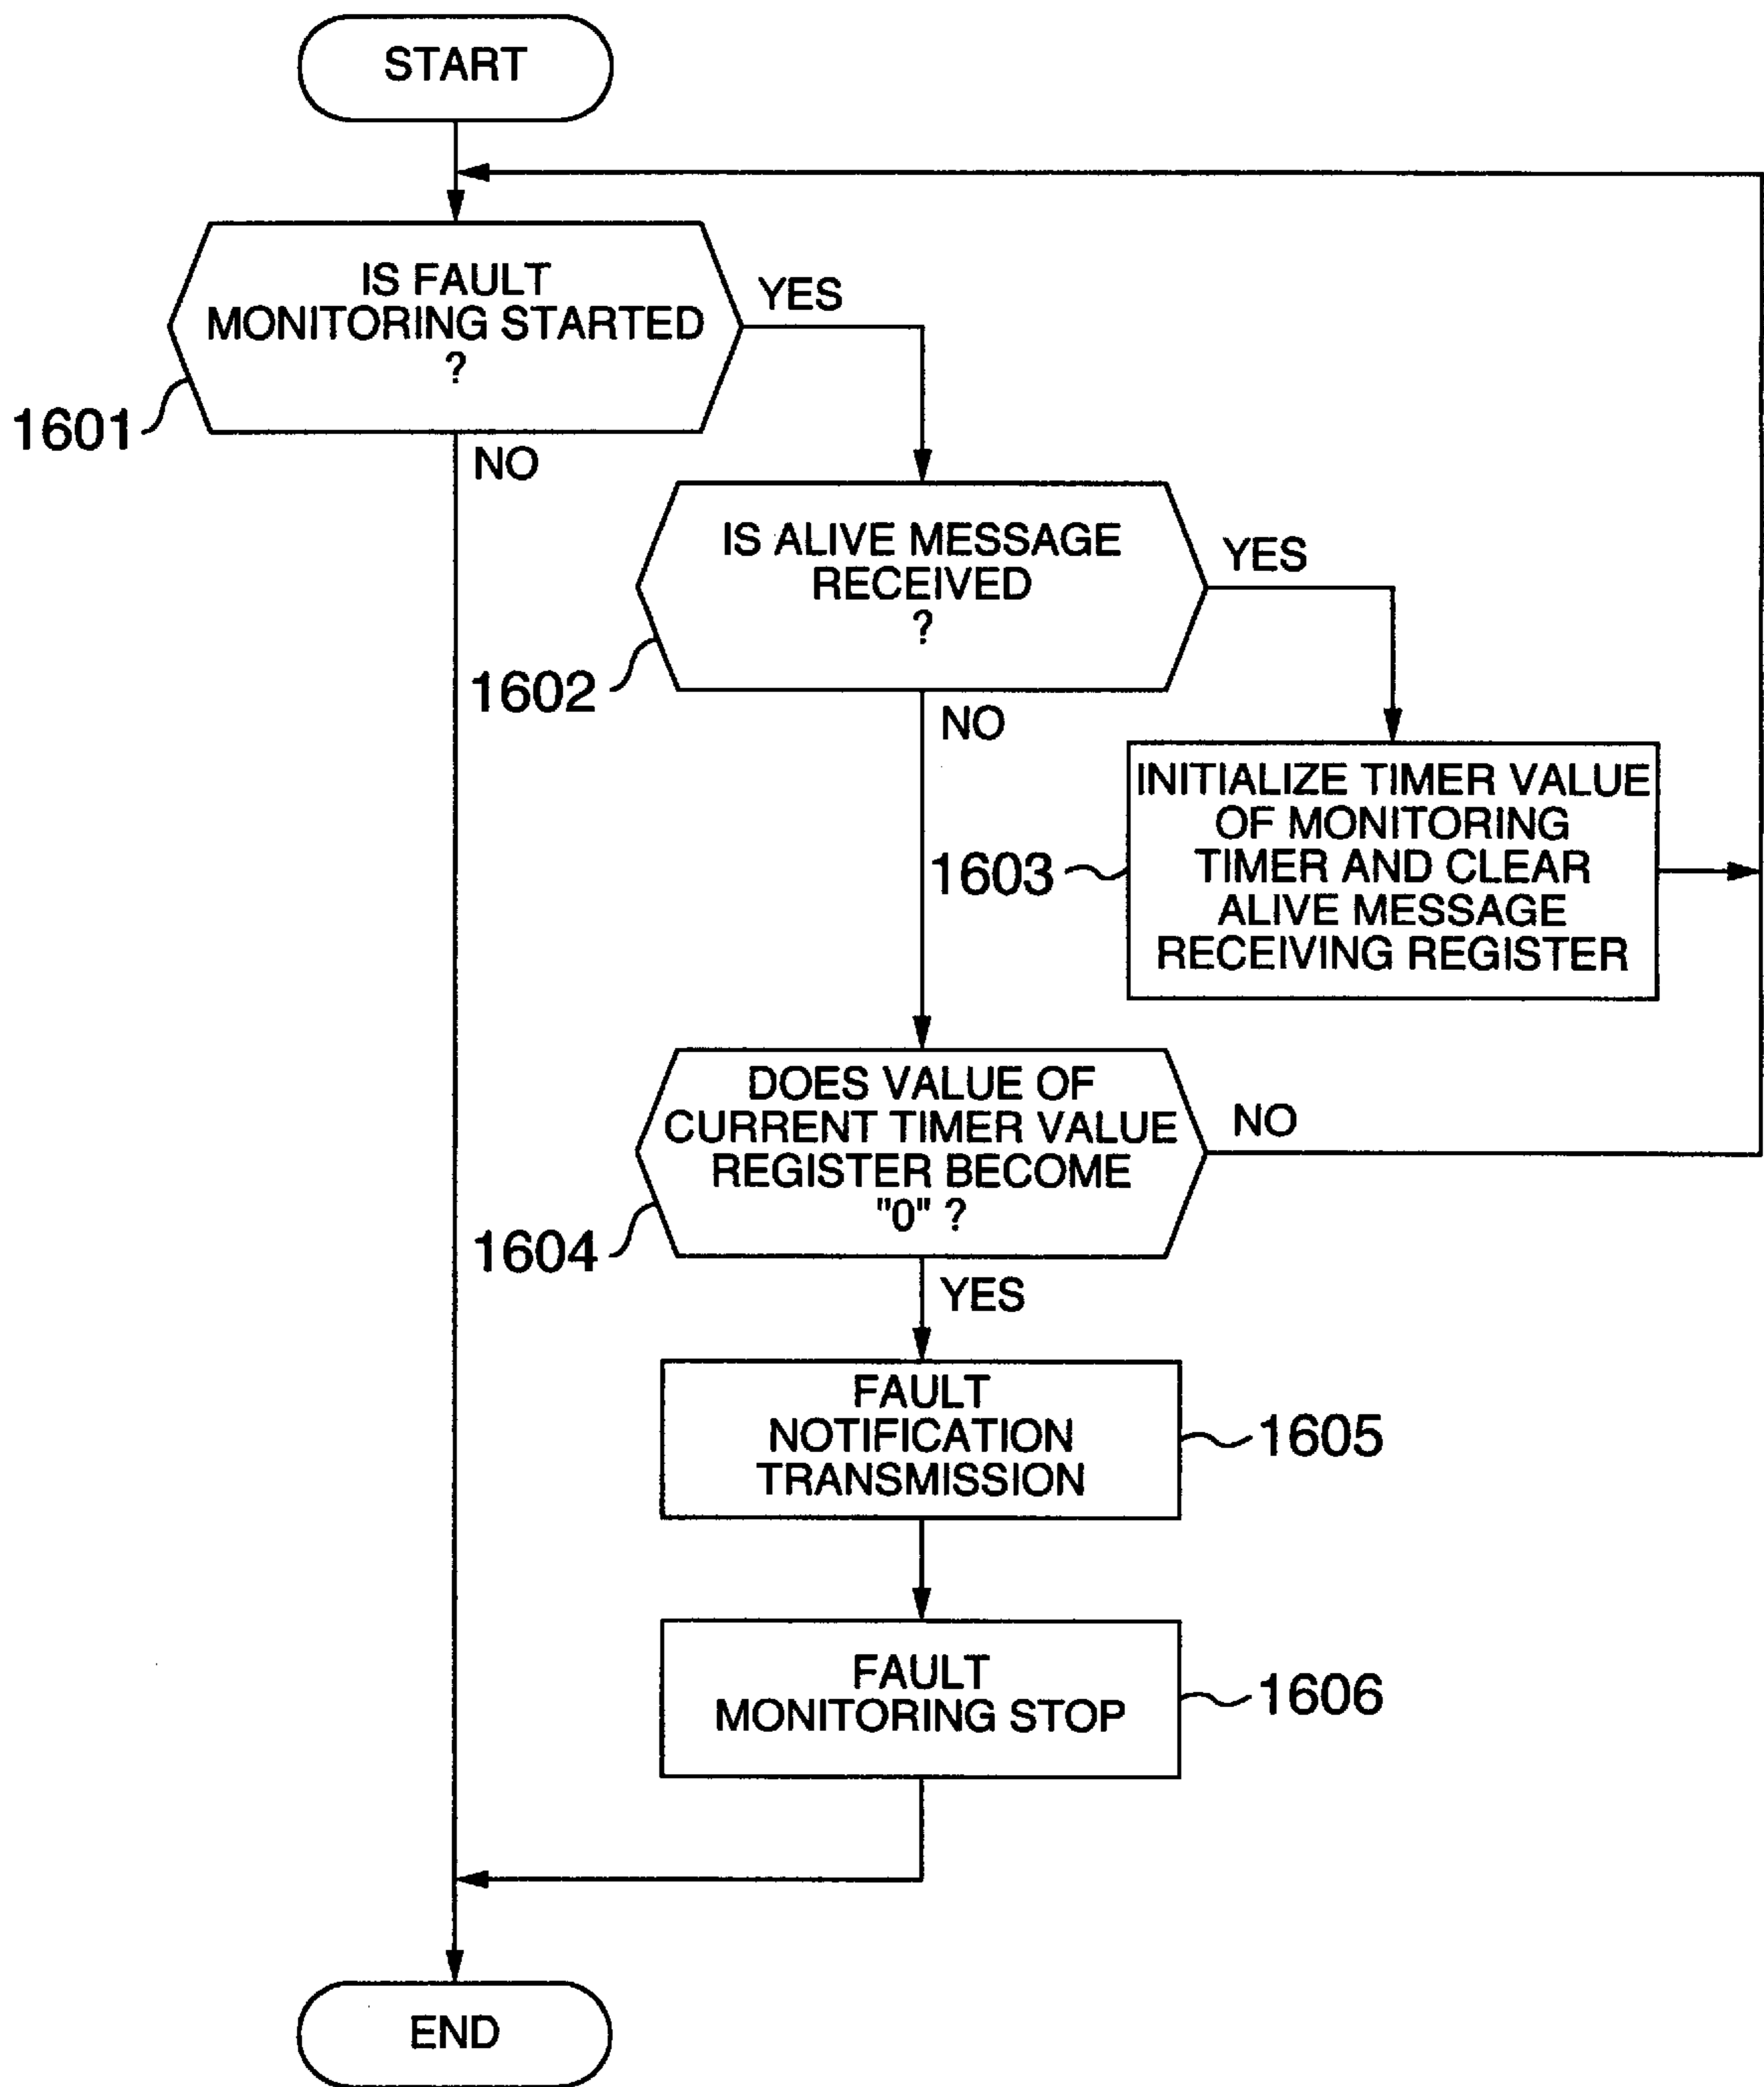 START
IS FAULT
MONITORING STARTED
?
YES
1601
NO
IS ALIVE MESSAGE
RECEIVED
?
YES
1602
NO
INITIALIZE TIMER VALUE
OF MONITORING
TIMER AND CLEAR
ALIVE MESSAGE
RECEIVING REGISTER
1603
DOES VALUE OF
CURRENT TIMER VALUE
REGISTER BECOME
"0" ?
NO
1604
YES
FAULT
NOTIFICATION
TRANSMISSION
1605
FAULT
MONITORING STOP
1606
END